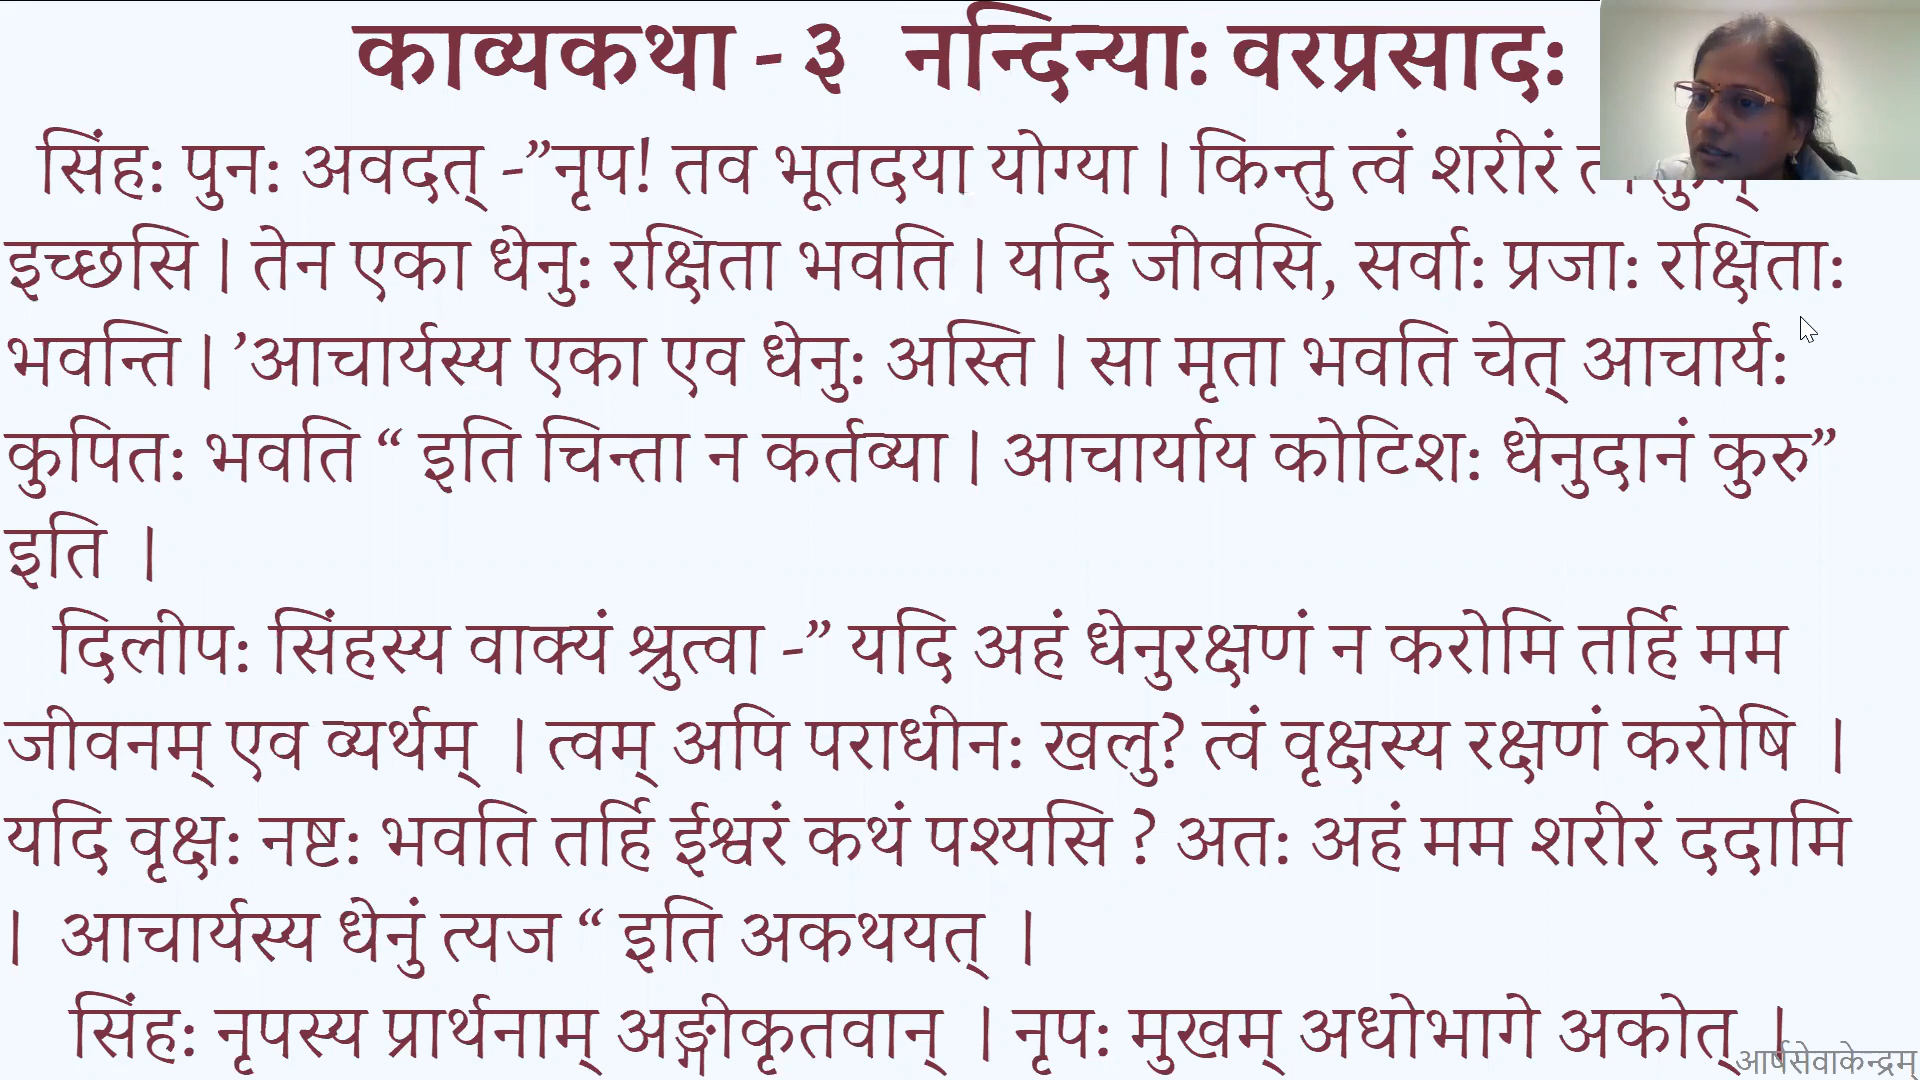 काव्यकथा - ३ नन्दिन्याः वरप्रसादः
सिंहः पुनः अवदत् -”नृप! तव भूतदया योग्या | किन्तु त्वं शरीरं
इच्छसि | तेन एका धेनुः रक्षिता भवति | यदि जीवसि, सर्वाः प्रजाः रक्षिताः
भवन्ति | ’आचार्यस्य एका एव धेनुः अस्ति | सा मृता भवति चेत् आचार्यः
कुपितः भवति “ इति चिन्ता न कर्तव्या | आचार्याय कोटिशः धेनुदानं कुरु”
इति |
दिलीपः सिंहस्य वाक्यं श्रुत्वा -” यदि अहं धेनुरक्षणं न करोमि तर्हि मम
जीवनम् एव व्यर्थम् | त्वम् अपि पराधीनः खलु? त्वं वृक्षस्य रक्षणं करोषि |
यदि वृक्षः नष्टः भवति तर्हि ईश्वरं कथं पश्यसि ? अतः अहं मम शरीरं ददामि
| आचार्यस्य धेनुं त्यज “ इति अकथयत् |
सिंहः नृपस्य प्रार्थनाम् अङ्गीकृतवान् | नृपः मुखम् अधोभागे अकोत् |
आर्षसेवाकेन्द्रम्